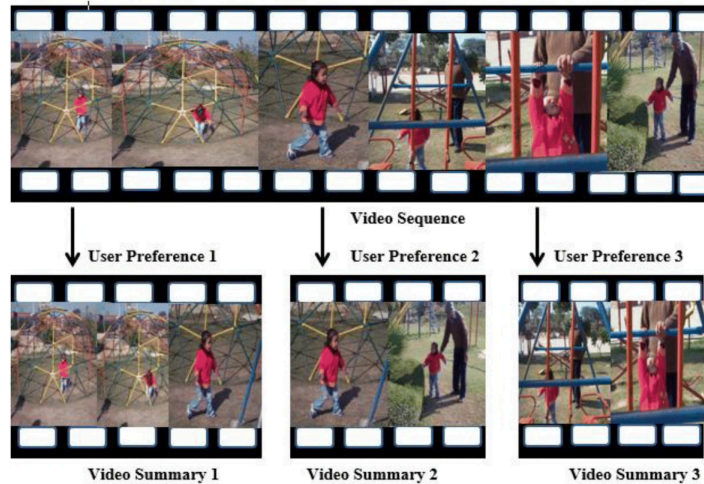 Video Sequence
User Preference 1
User Preference 2
User Preference 3
Video Summary 1
Video Summary 2
Video Summary 3